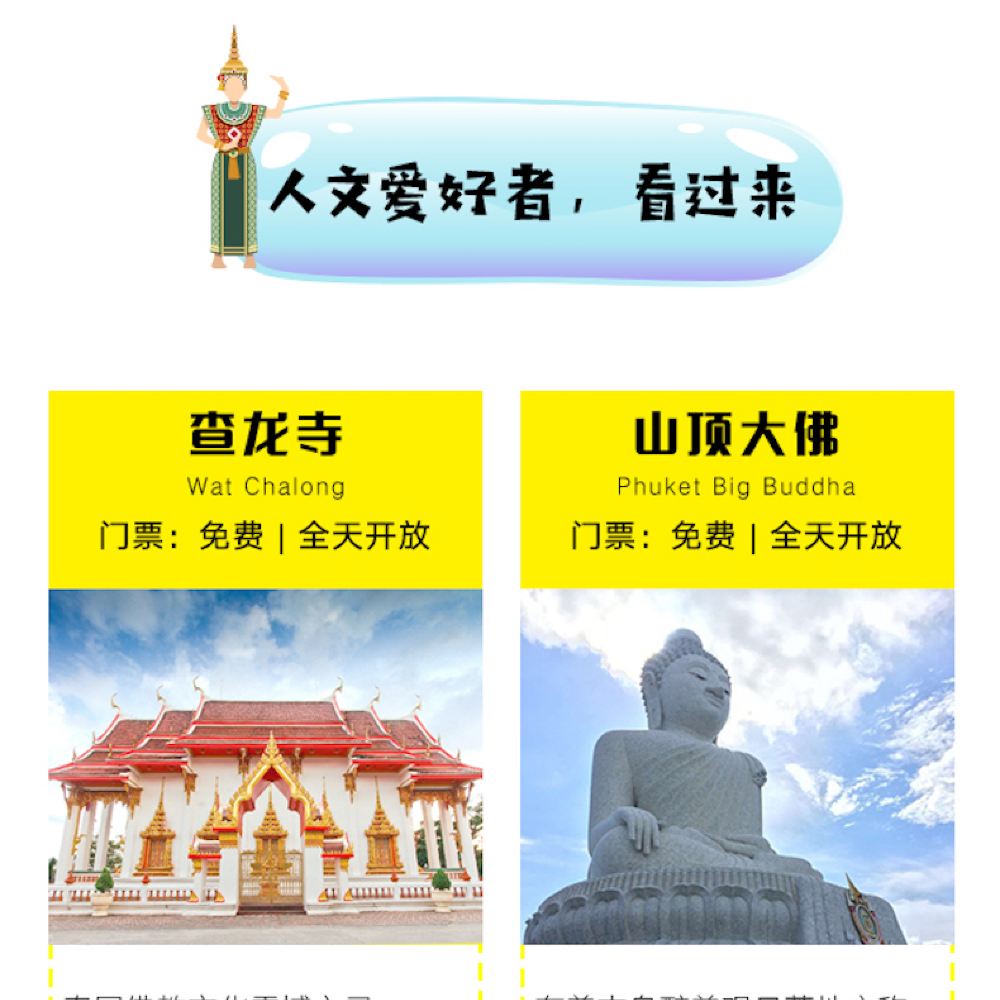 人文爱好者，看过来
查龙寺
Wat Chalong
门票：免费 | 全天开放
山顶大佛
Phuket Big Buddha
门票：免费 | 全天开放